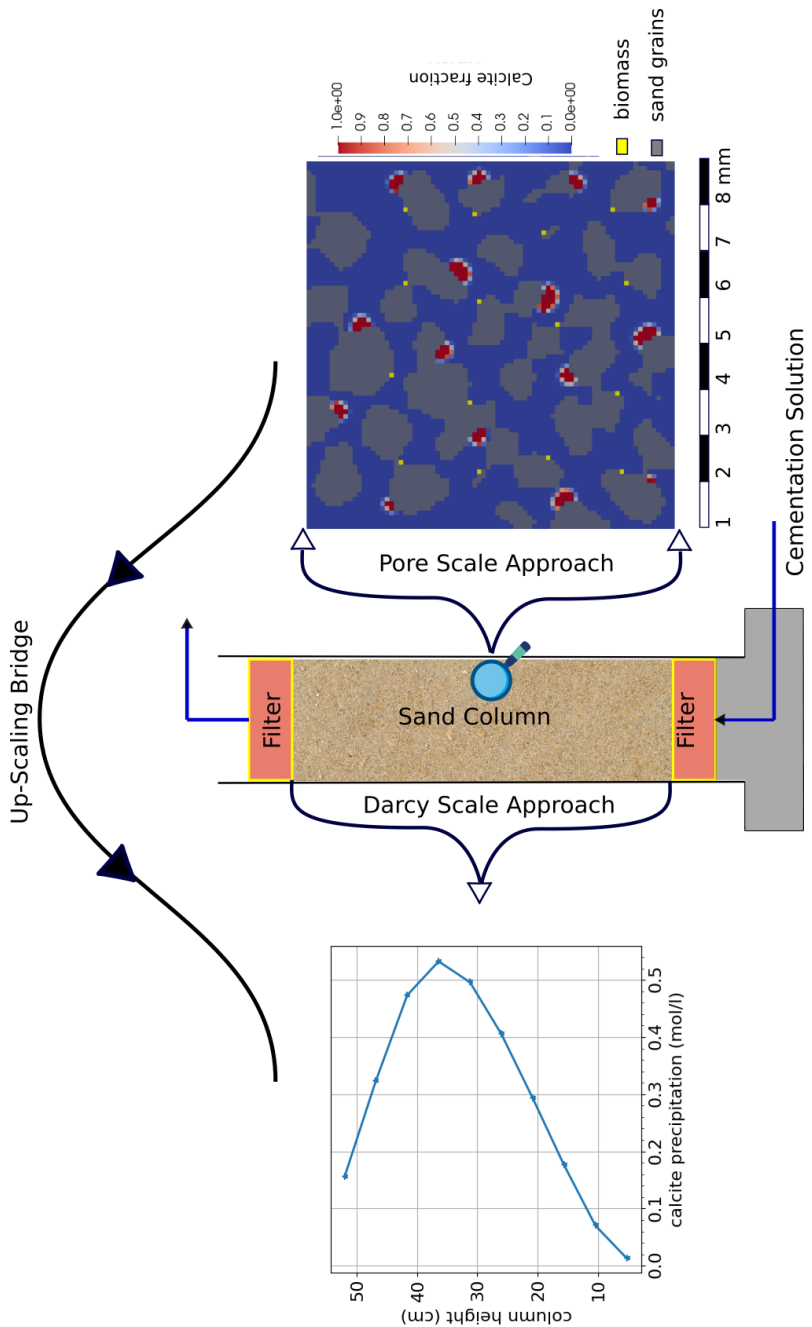 Up-Scaling Bridge
50
40
30
20
10
column height (cm)
0.0
0.1
0.2
0.3
0.4
0.5
calcite precipitation (mol/l)
Darcy Scale Approach
Filter
Sand Column
Filter
Pore Scale Approach
Cementation Solution
1 2 3 4 5 6 7 8 mm
Calcite fraction
1.0e+00
0.9
0.8
0.7
0.6
0.5
0.4
0.3
0.2
0.1
0.0e+00
biomass
sand grains